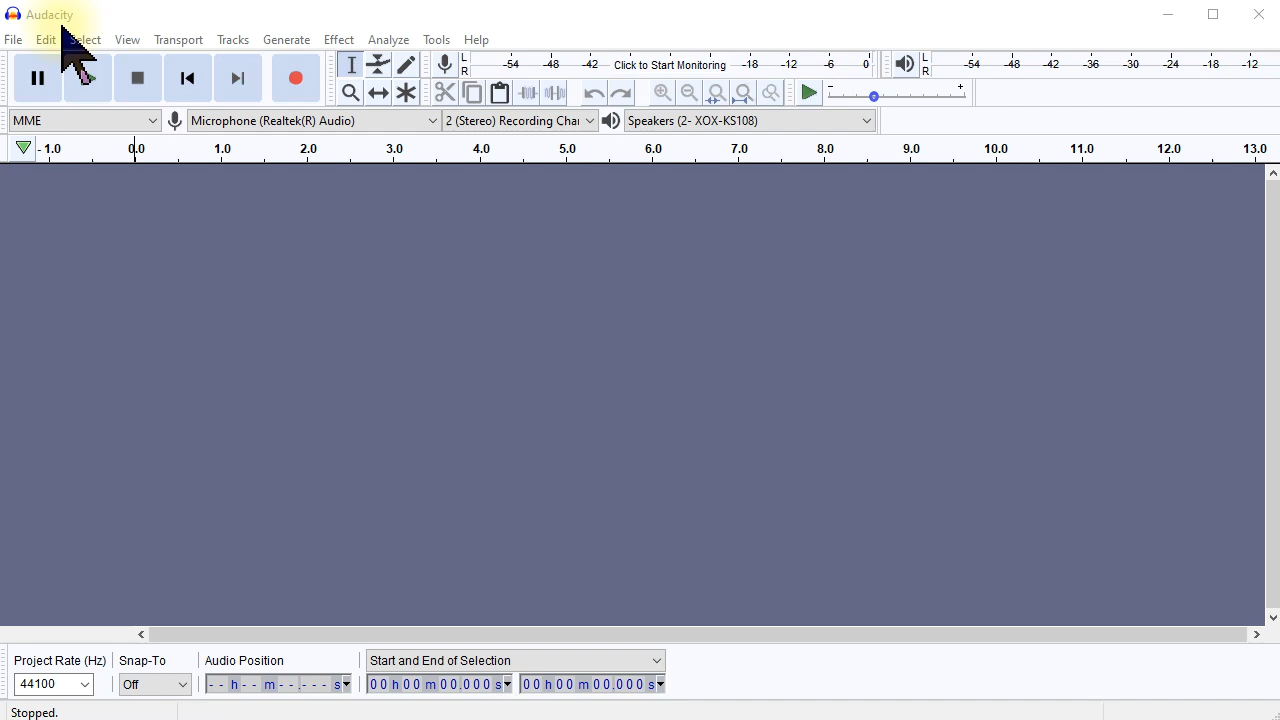 Audacity
File Edit Select View Transport Tracks Generate Effect Analyze Tools Help
L R -54 -48 -42 Click to Start Monitoring -18 -12 -6 0 L R -54 -48 -42 -36 -30 -24 -18 -12
- +
MME Microphone (Realtek(R) Audio) 2 (Stereo) Recording Chai Speakers (2- XOX-KS108)
-1.0 0.0 1.0 2.0 3.0 4.0 5.0 6.0 7.0 8.0 9.0 10.0 11.0 12.0 13.0
Project Rate (Hz) Snap-To Audio Position Start and End of Selection
44100 Off -- h -- m --.--- s 00 h 00 m 00.000 s 00 h 00 m 00.000 s
Stopped.